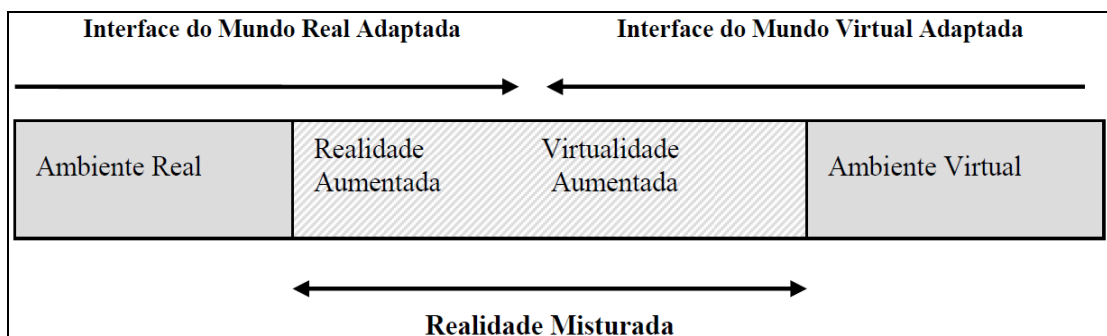 Interface do Mundo Real Adaptada
Interface do Mundo Virtual Adaptada
Ambiente Real
Realidade
Aumentada
Virtualidade
Aumentada
Ambiente Virtual
Realidade Misturada